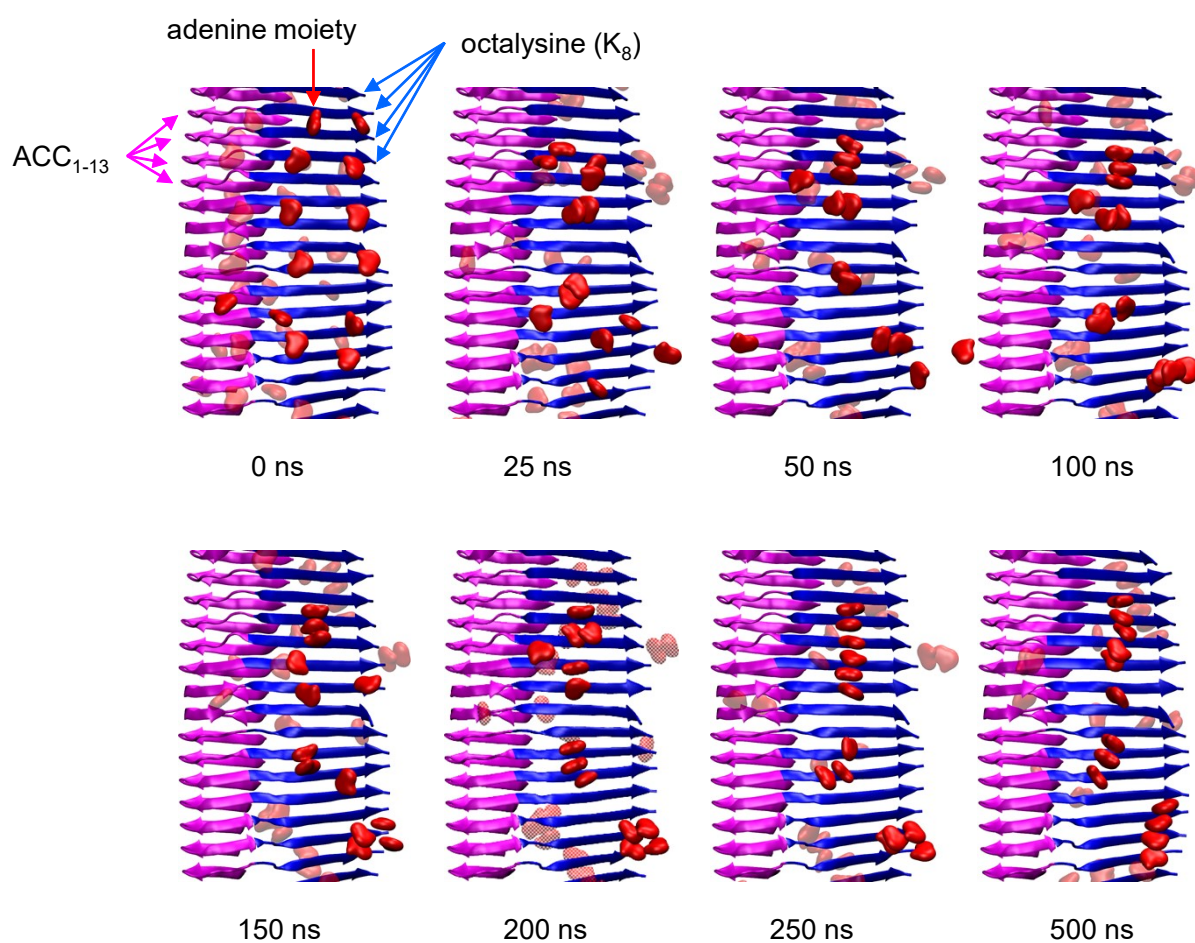 adenine moiety
octalysine (K₈)
ACC₁₋₁₃
0 ns
25 ns
50 ns
100 ns
150 ns
200 ns
250 ns
500 ns